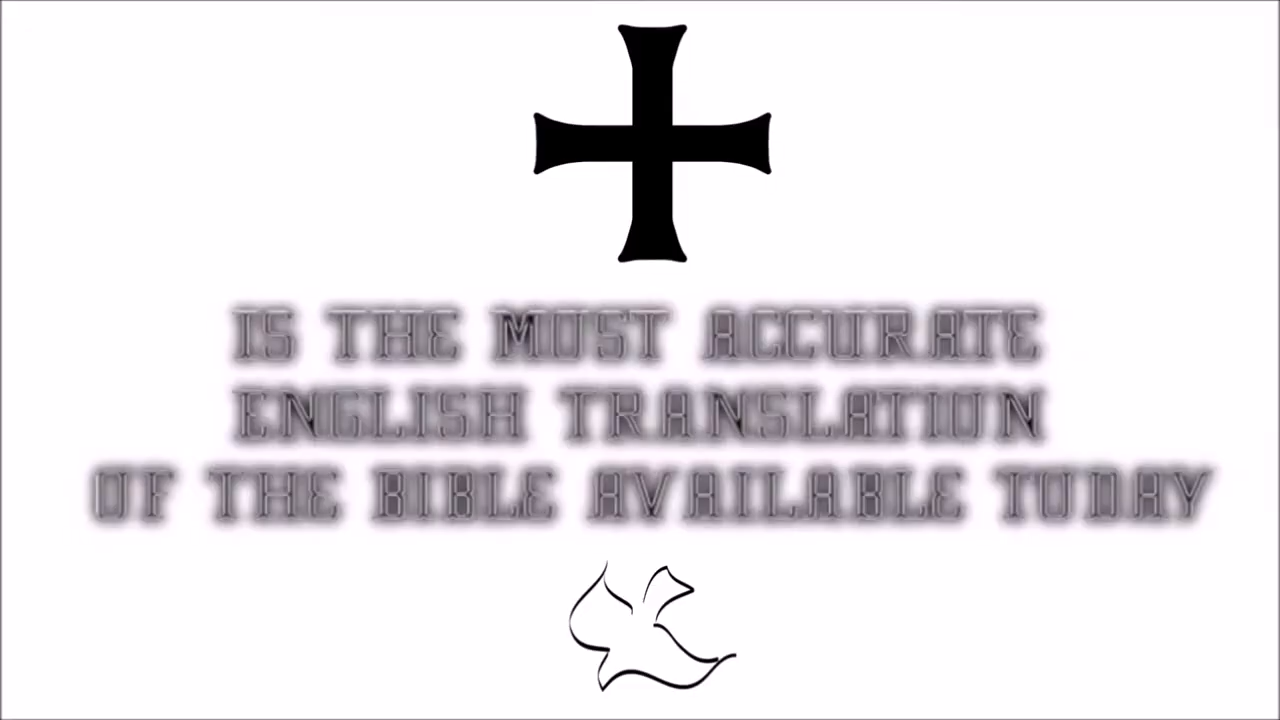 IS THE MOST ACCURATE
ENGLISH TRANSLATION
OF THE BIBLE AVAILABLE TODAY